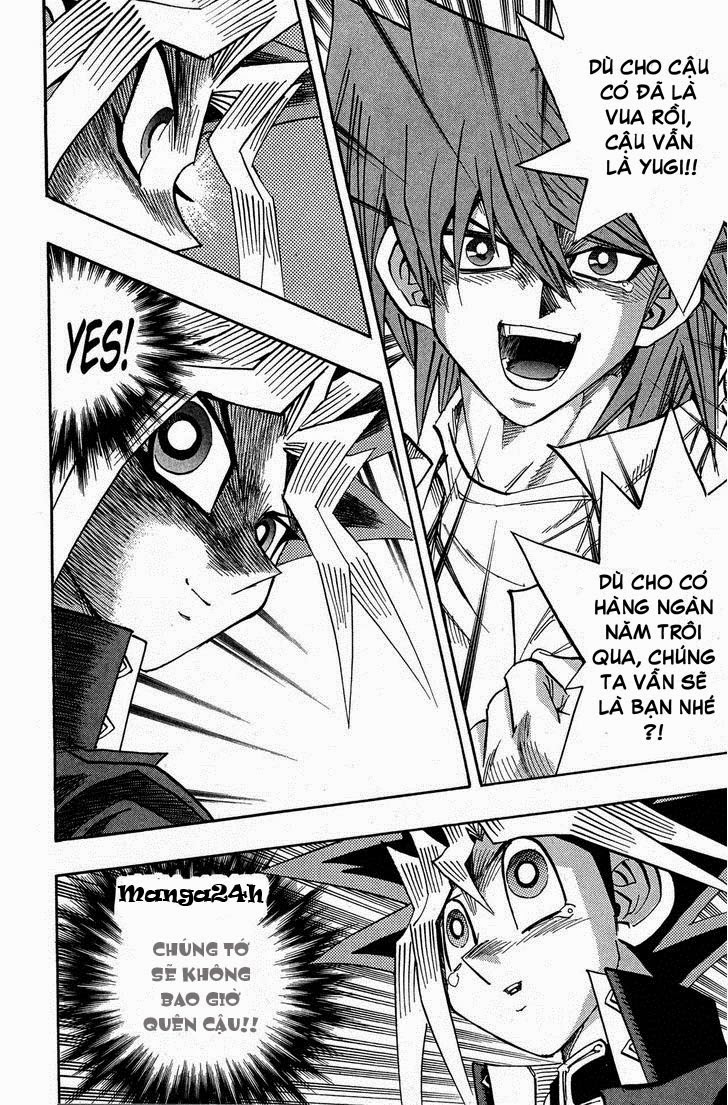 DÙ CHO CẬU
CÓ ĐÃ LÀ
VUA RỒI,
CẬU VẪN
LÀ YUGI!!
DÙ CHO CÓ
HÀNG NGÀN
NĂM TRÔI
QUA, CHÚNG
TA VẪN SẼ
LÀ BẠN NHÉ
?!
YES!
Manga24h
CHÚNG TỚ
SẼ KHÔNG
BAO GIỜ
QUÊN CẬU!!